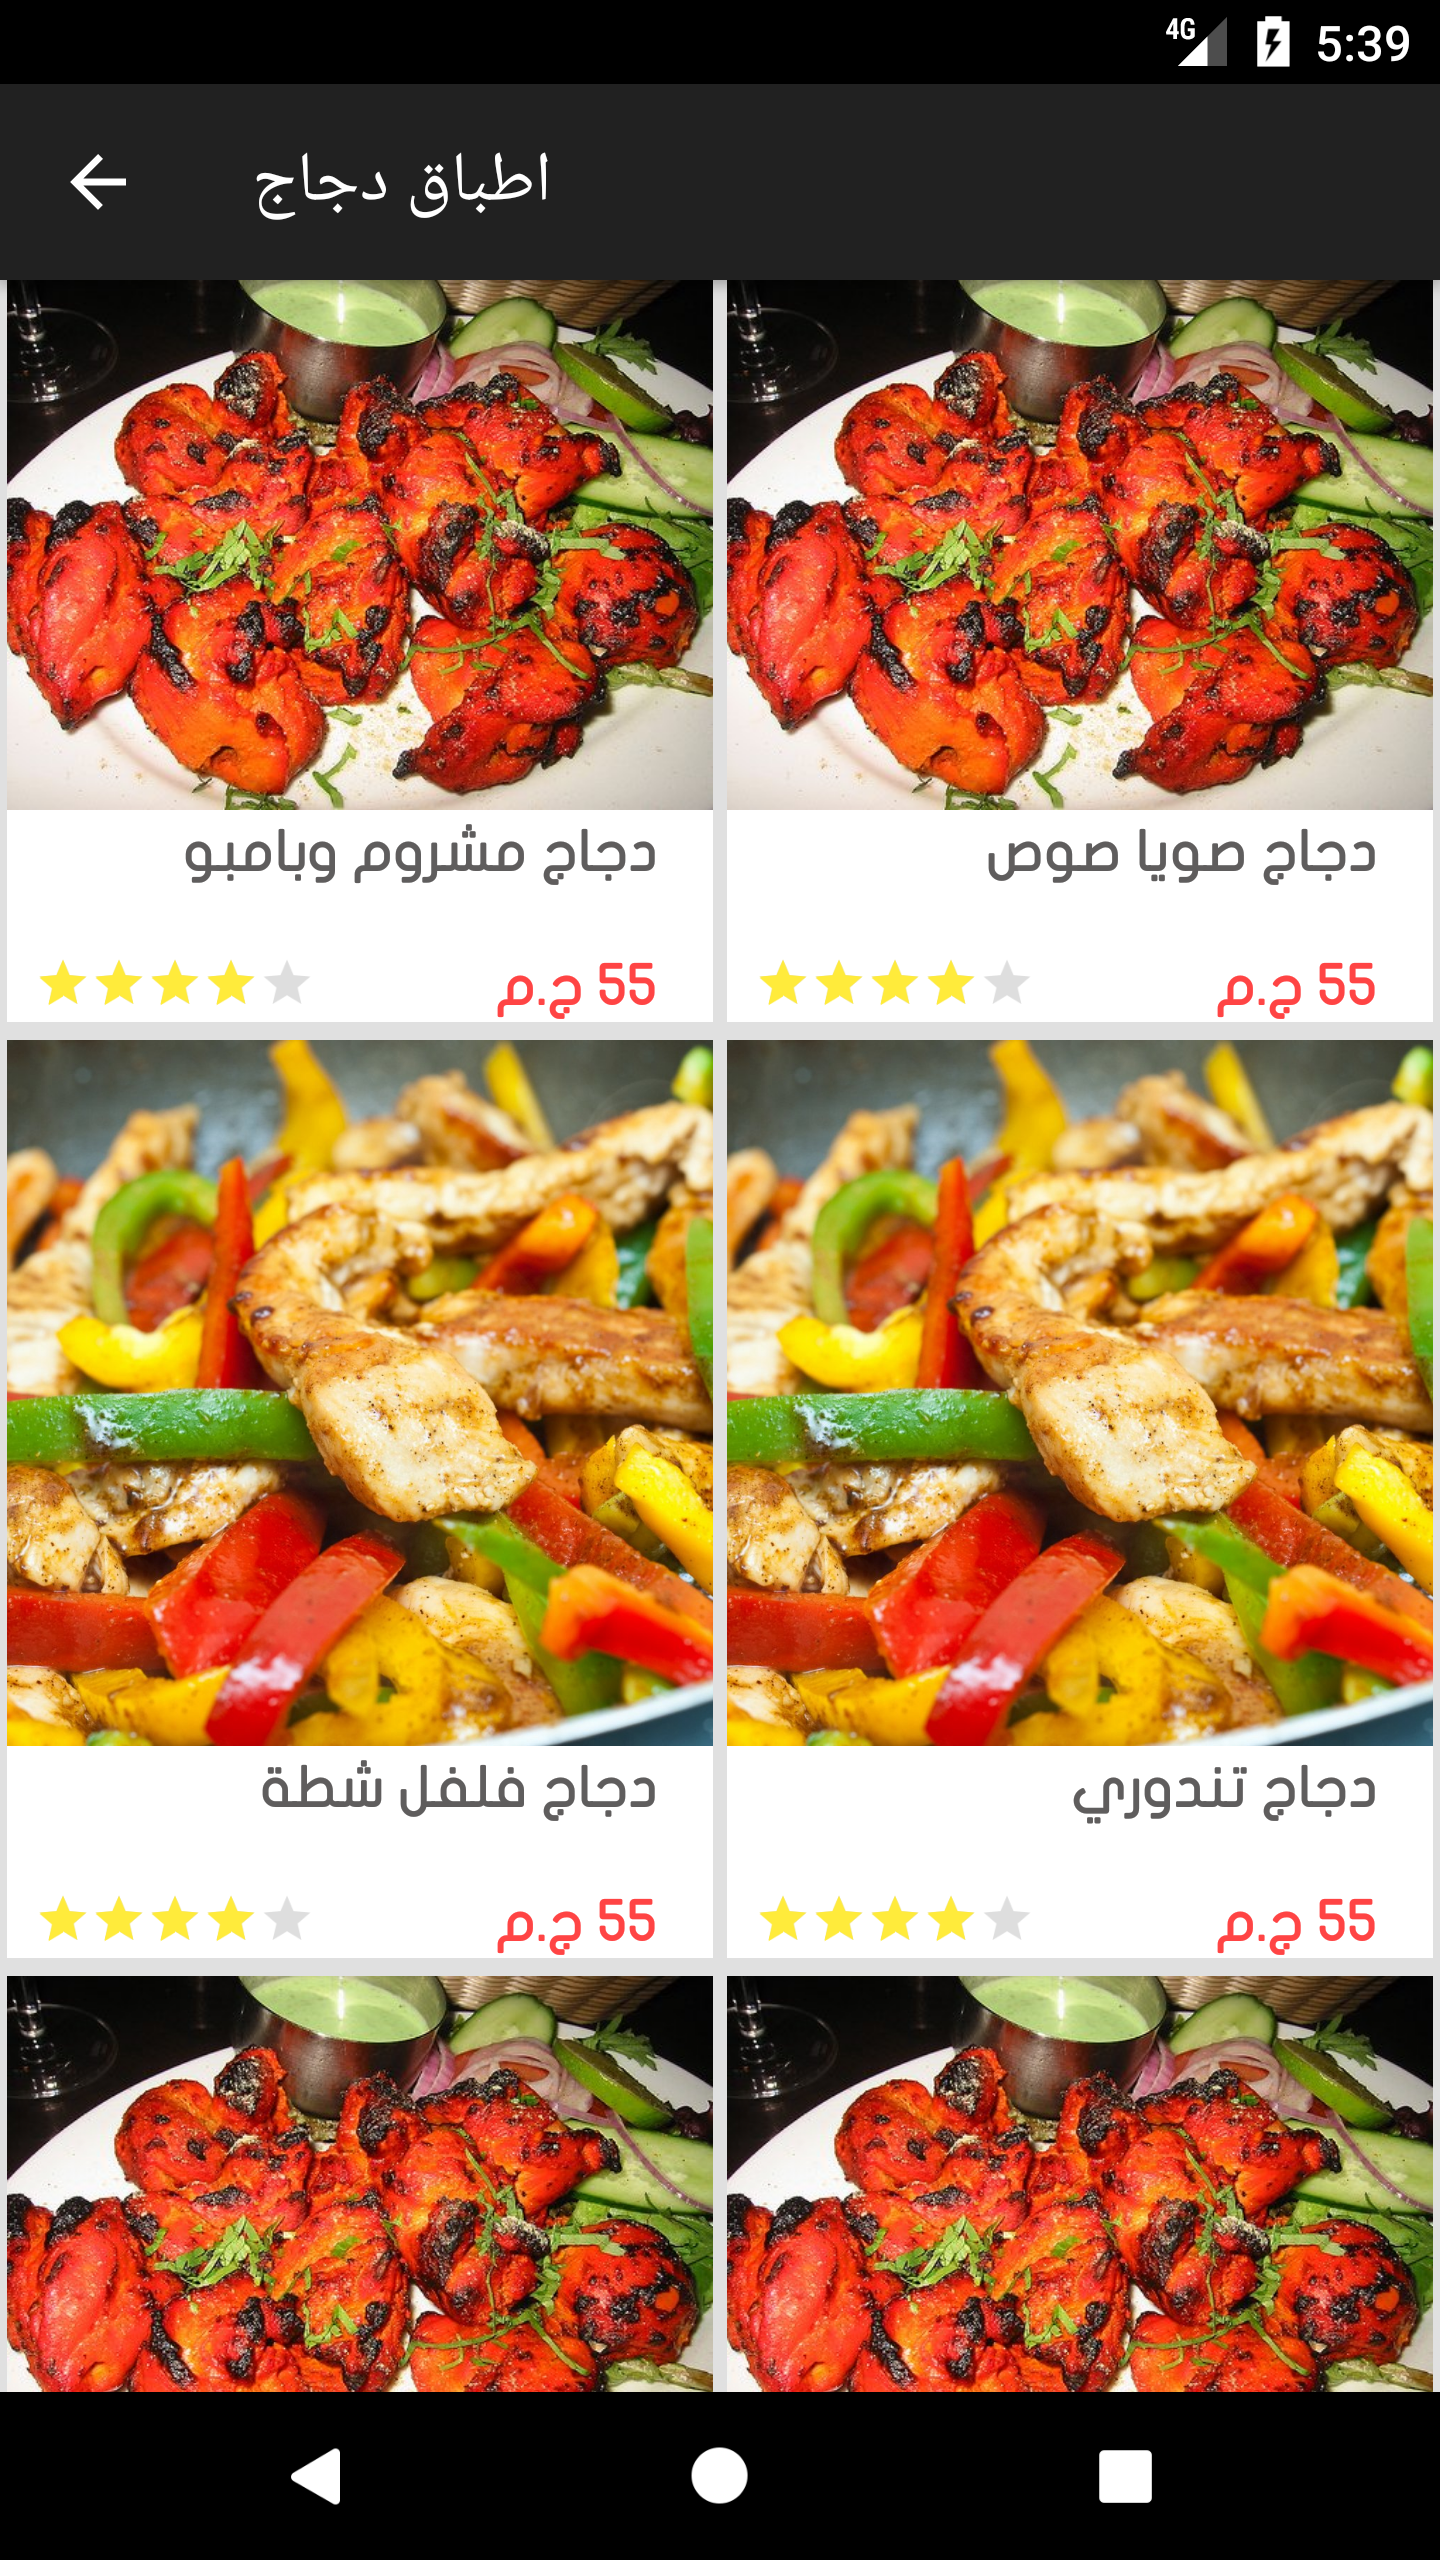 4G 5:39
اطباق دجاج
دجاج صويا صوص
55 ج.م
دجاج مشروم وبامبو
55 ج.م
دجاج تندوري
55 ج.م
دجاج فلفل شطة
55 ج.م